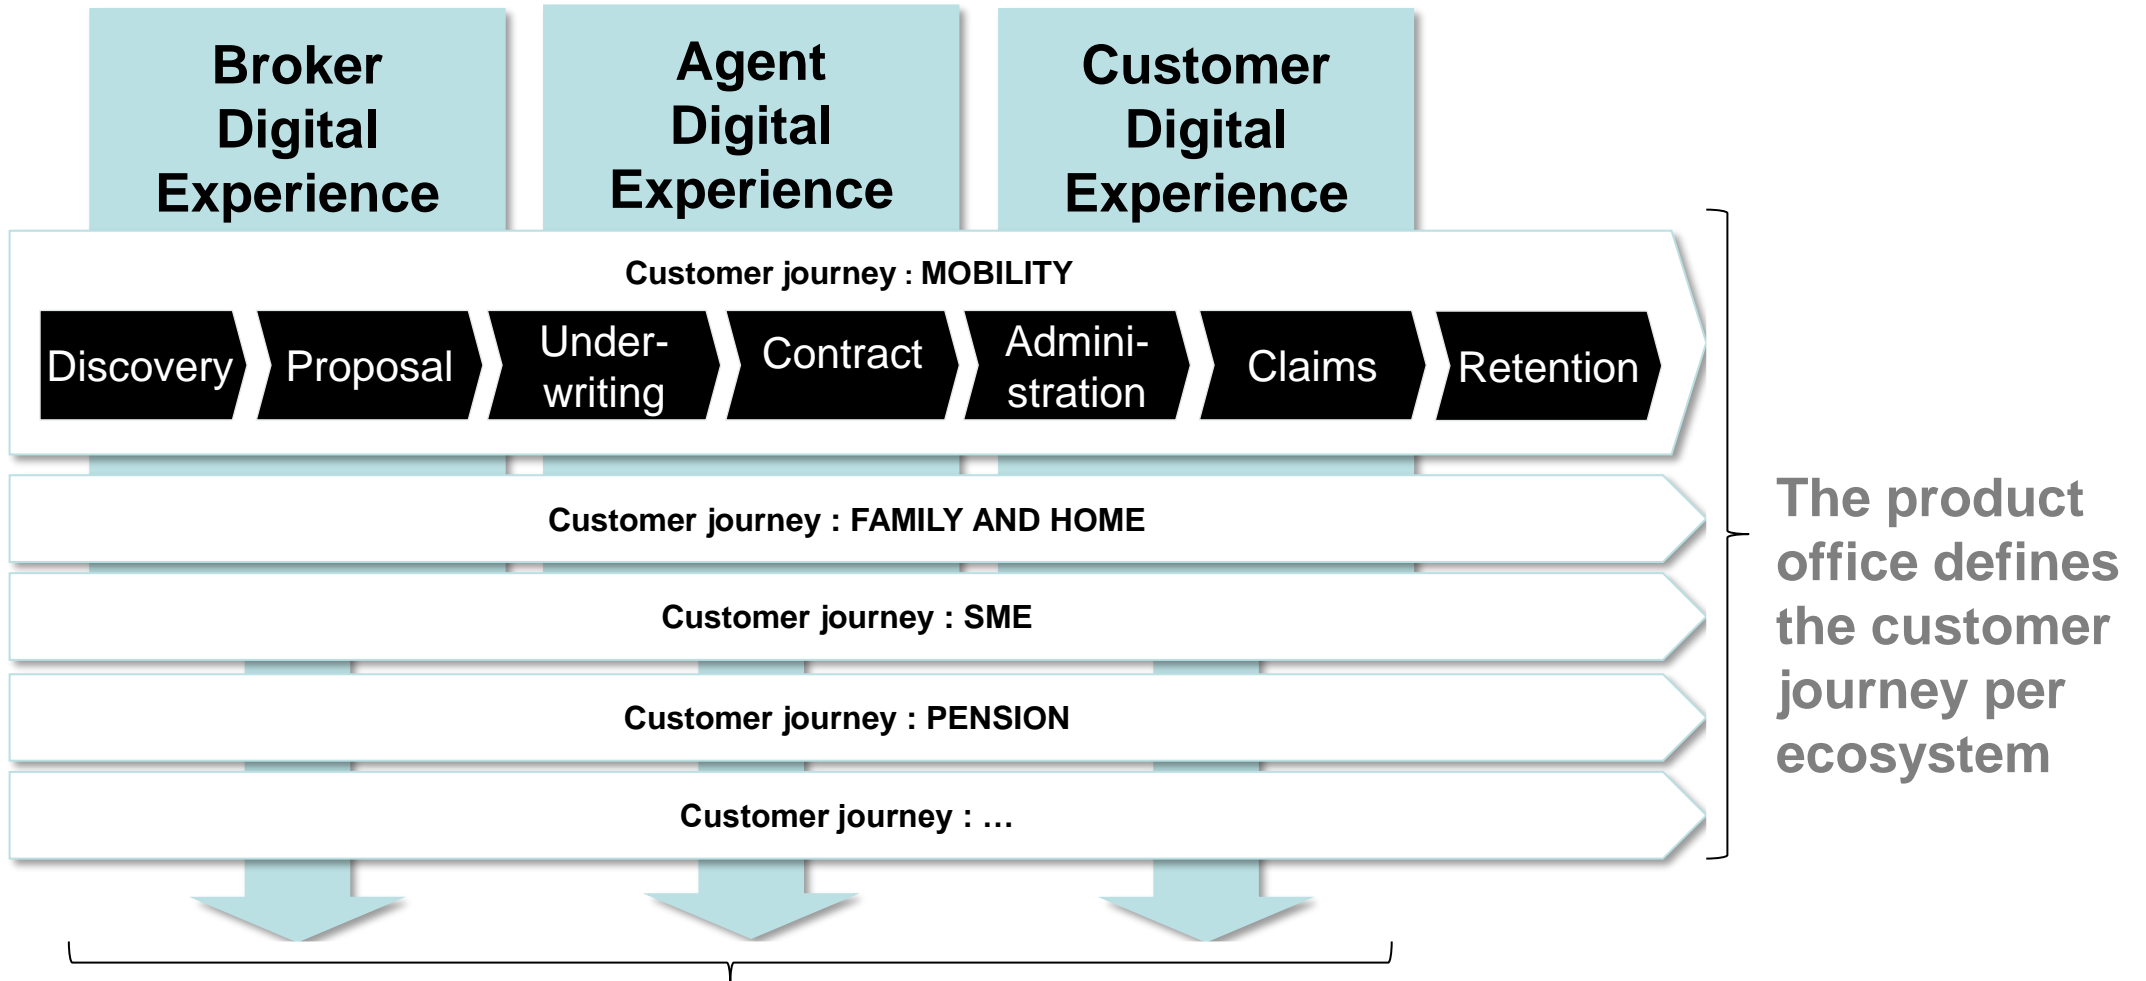 Broker
Digital
Experience
Agent
Digital
Experience
Customer
Digital
Experience
Customer journey : MOBILITY
Discovery
Proposal
Under-
writing
Contract
Admini-
stration
Claims
Retention
Customer journey : FAMILY AND HOME
Customer journey : SME
Customer journey : PENSION
Customer journey : …
The product
office defines
the customer
journey per
ecosystem